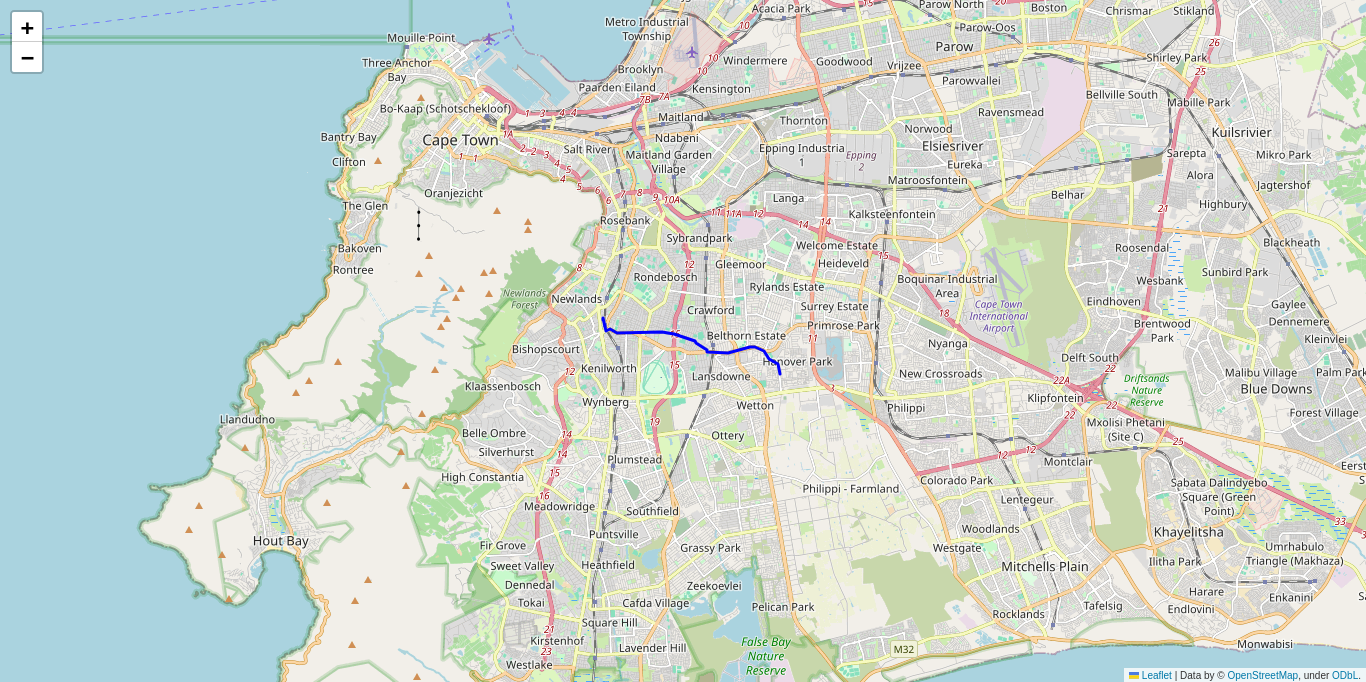 +
−
Acacia Park
Parow North
Boston
Chrismar
Stikland
Metro Industrial
Township
Parow-Oos
Mouille Point
Parow
Windermere
Goodwood
Vrijzee
Shirley Park
Three Anchor
Bay
Brooklyn
Parowvallei
Paarden Eiland
Kensington
Bellville South
Mabille Park
Bo-Kaap (Schotschekloof)
Maitland
Thornton
Ravensmead
Kuilsrivier
Bantry Bay
Cape Town
Ndabeni
Norwood
Salt River
Maitland Garden
Village
Epping Industria
1
Epping
2
Elsiesriver
Eureka
Sarepta
Mikro Park
Clifton
Matroosfontein
Alora
Jagtershof
Oranjezicht
Langa
Belhar
Highbury
The Glen
Rosebank
Kalksteenfontein
Bakoven
Sybrandpark
Welcome Estate
Roosendal
Blackheath
Rontree
Gleemoor
Heideveld
Rondebosch
Rylands Estate
Boquinar Industrial
Area
Wesbank
Sunbird Park
Newlands
Forest
Newlands
Crawford
Surrey Estate
Cape Town
International
Airport
Eindhoven
Gaylee
Primrose Park
Brentwood
Park
Dennemere
Belthorn Estate
Nyanga
Kleinvlei
Bishopscourt
Hanover Park
Delft South
Kenilworth
Lansdowne
New Crossroads
Driftsands
Nature
Reserve
Malibu Village
Palm Park
Klaassenbosch
Blue Downs
Wynberg
Wetton
Philippi
Klipfontein
Forest Village
Llandudno
Mxolisi Phetani
(Site C)
Belle Ombre
Ottery
Silverhurst
Plumstead
Montclair
High Constantia
Colorado Park
Sabata Dalindyebo
Square (Green
Point)
Philippi - Farmland
Lentegeur
Meadowridge
Southfield
Woodlands
Khayelitsha
Hout Bay
Puntsville
Fir Grove
Grassy Park
Westgate
Umhrabulo
Triangle (Makhaza)
Sweet Valley
Heathfield
Mitchells Plain
Ilitha Park
Dennedal
Zeekoevlei
Harare
Tokai
Cafda Village
Pelican Park
Tafelsig
Enkanini
Rocklands
Endlovini
Square Hill
Kirstenhof
Lavender Hill
False Bay
Nature
Reserve
M32
Monwabisi
Westlake
Leaflet | Data by © OpenStreetMap, under ODbL.